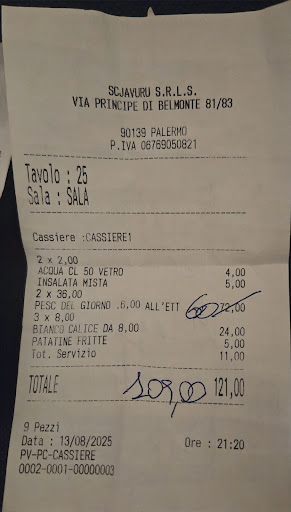 SCJAVURU S.R.L.S.
VIA PRINCIPE DI BELMONTE 81/83
90139 PALERMO
P.IVA 06769050821
Tavolo : 25
Sala : SALA
Cassiere :CASSIERE1
2 x 2,00
ACQUA CL 50 VETRO 4,00
INSALATA MISTA 5,00
2 x 36,00
PESC DEL GIORNO .6,00 ALL'ETT 72,00
3 x 8,00
BIANCO CALICE DA 8,00 24,00
PATATINE FRITTE 5,00
Tot. Servizio 11,00
TOTALE 109,00 121,00
9 Pezzi
Data : 13/08/2025 Ore : 21:20
PV-PC-CASSIERE
0002-0001-00000003